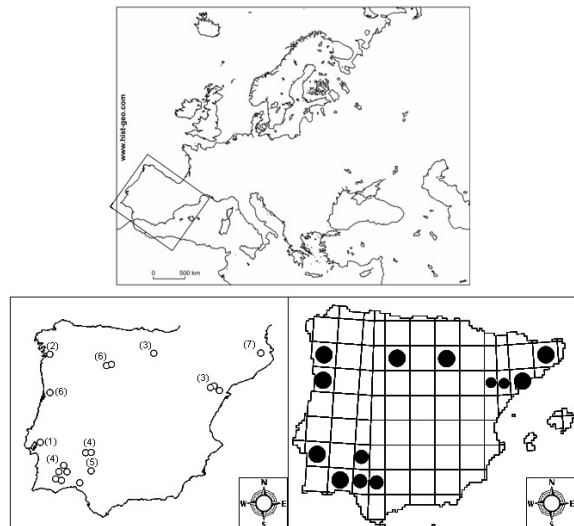 www.hist-geo.com
0 500 km
(2)
(6)
(3)
(7)
(3)
(6)
(1)
(4)
(4)
(5)
N
W E
S
N
W E
S